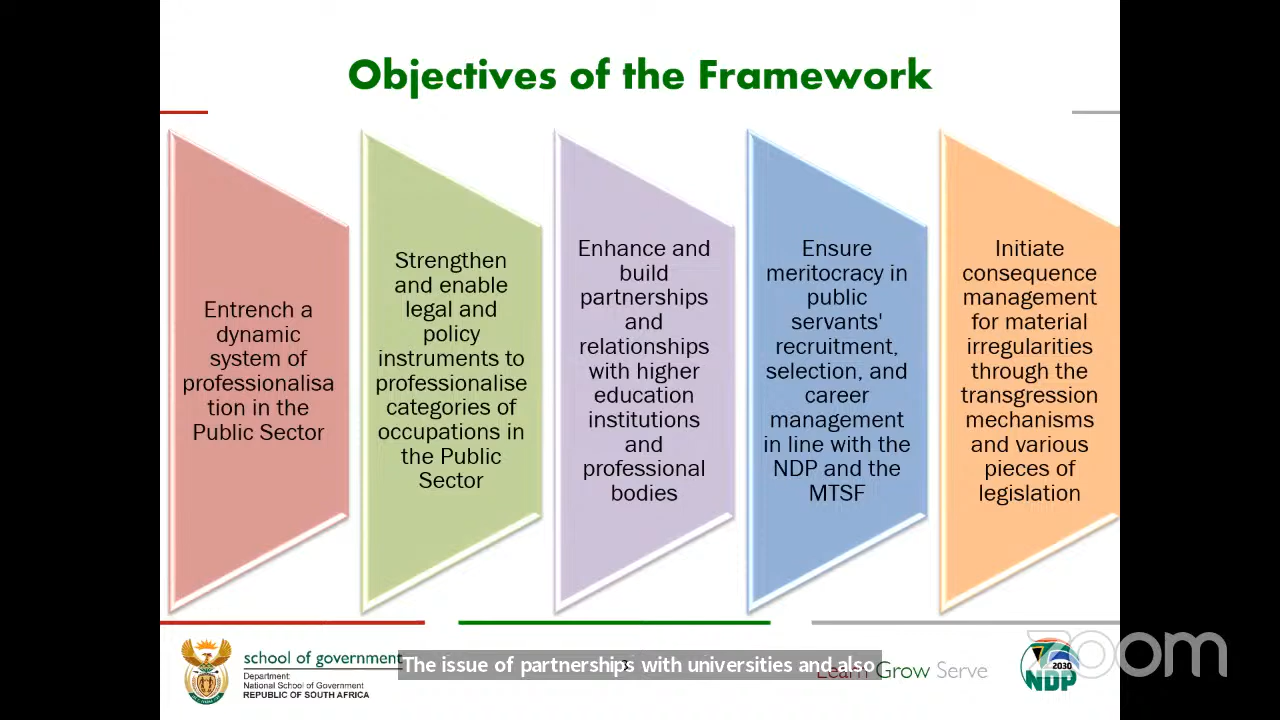 Objectives of the Framework
Entrench a
dynamic
system of
professionalisa
tion in the
Public Sector
Strengthen
and enable
legal and
policy
instruments to
professionalise
categories of
occupations in
the Public
Sector
Enhance and
build
partnerships
and
relationships
with higher
education
institutions
and
professional
bodies
Ensure
meritocracy in
public
servants'
recruitment,
selection, and
career
management
in line with the
NDP and the
MTSF
Initiate
consequence
management
for material
irregularities
through the
transgression
mechanisms
and various
pieces of
legislation
school of government
Department:
National School of Government
REPUBLIC OF SOUTH AFRICA
The issue of partnerships with universities and also
Learn Grow Serve
2030
NDP
zoom